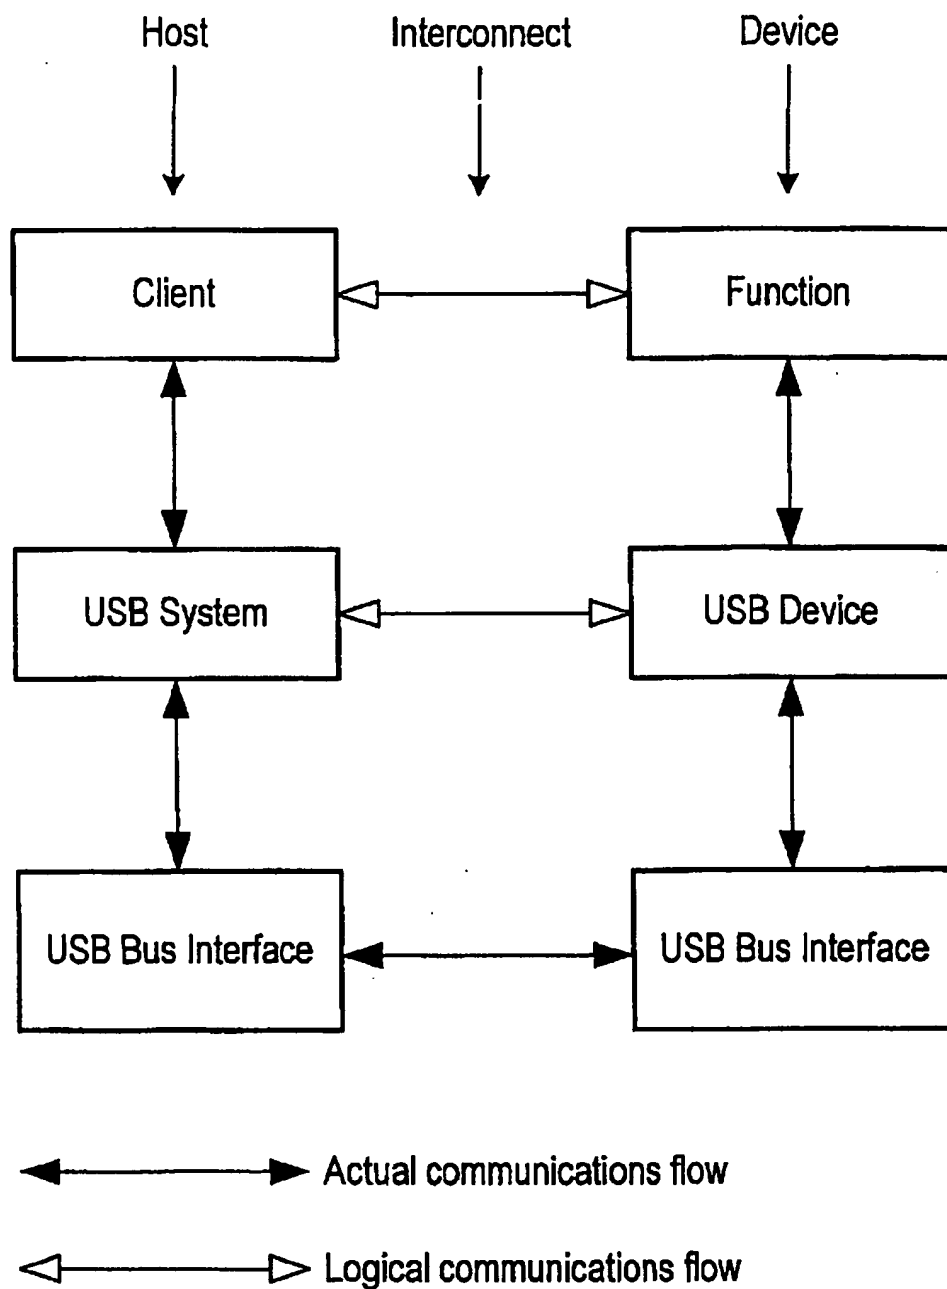 Host
Interconnect
Device
Client
Function
USB System
USB Device
USB Bus Interface
USB Bus Interface
Actual communications flow
Logical communications flow